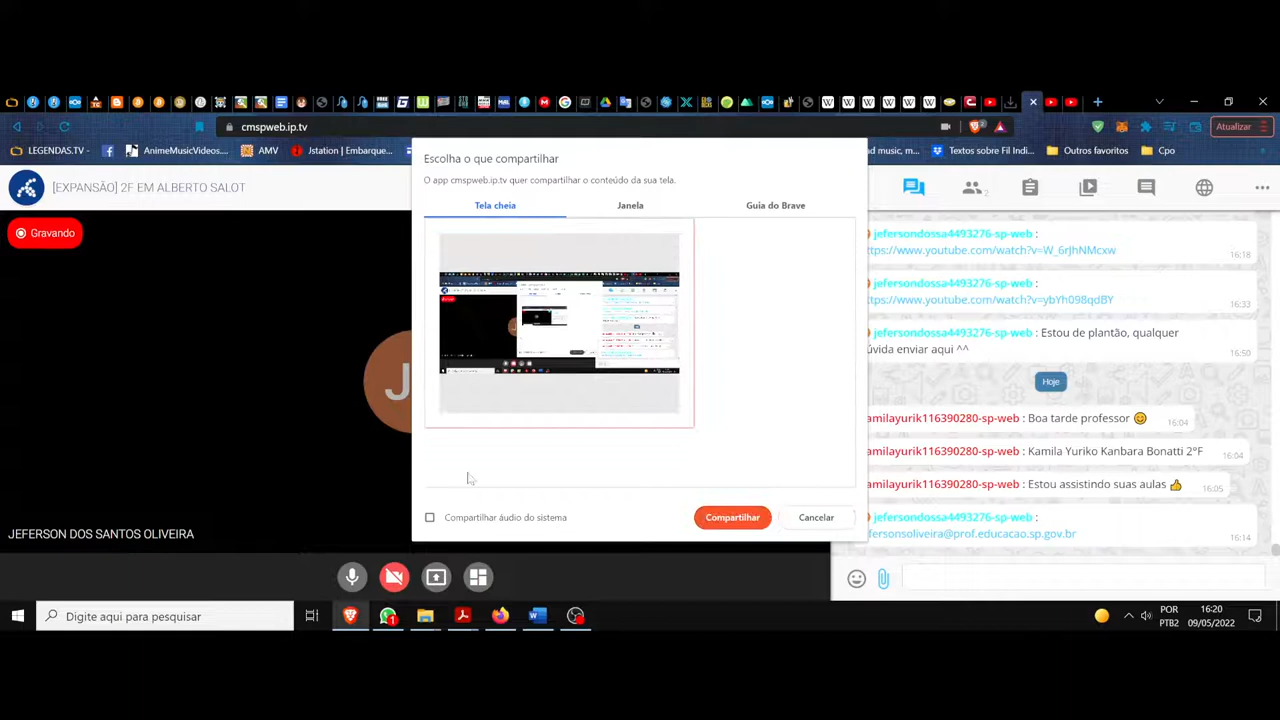 cmspweb.ip.tv
Atualizar
LEGENDAS.TV -
AnimeMusicVideos....
AMV
Jstation | Embarque...
ad music, m...
Textos sobre Fil Indi...
Outros favoritos
Cpo
Escolha o que compartilhar
O app cmspweb.ip.tv quer compartilhar o conteúdo da sua tela.
Tela cheia
Janela
Guia do Brave
[EXPANSÃO] 2F EM ALBERTO SALOT
Gravando
J
JEFERSON DOS SANTOS OLIVEIRA
Compartilhar áudio do sistema
Compartilhar
Cancelar
jefersondossa4493276-sp-web :
ttps://www.youtube.com/watch?v=W_6rJhNMcxw
16:18
jefersondossa4493276-sp-web :
ttps://www.youtube.com/watch?v=ybYh098qdBY
16:33
jefersondossa4493276-sp-web : Estou de plantão, qualquer
úvida enviar aqui ^^
16:50
Hoje
amilayurik116390280-sp-web : Boa tarde professor
16:04
amilayurik116390280-sp-web : Kamila Yuriko Kanbara Bonatti 2°F
16:04
amilayurik116390280-sp-web : Estou assistindo suas aulas
16:05
jefersondossa4493276-sp-web :
efersonsoliveira@prof.educacao.sp.gov.br
16:14
Digite aqui para pesquisar
POR
PTB2
16:20
09/05/2022